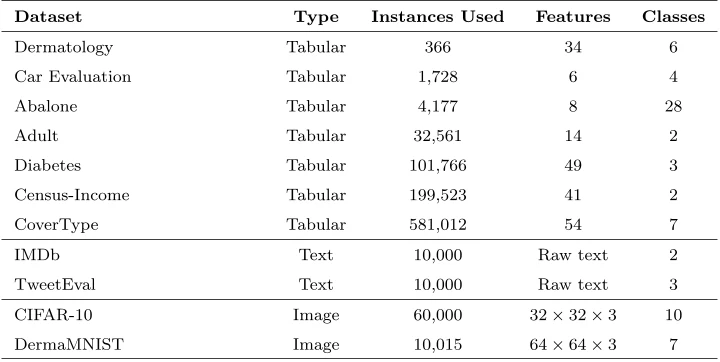 Dataset Type Instances Used Features Classes
Dermatology Tabular 366 34 6
Car Evaluation Tabular 1,728 6 4
Abalone Tabular 4,177 8 28
Adult Tabular 32,561 14 2
Diabetes Tabular 101,766 49 3
Census-Income Tabular 199,523 41 2
CoverType Tabular 581,012 54 7
IMDb Text 10,000 Raw text 2
TweetEval Text 10,000 Raw text 3
CIFAR-10 Image 60,000 32 × 32 × 3 10
DermaMNIST Image 10,015 64 × 64 × 3 7